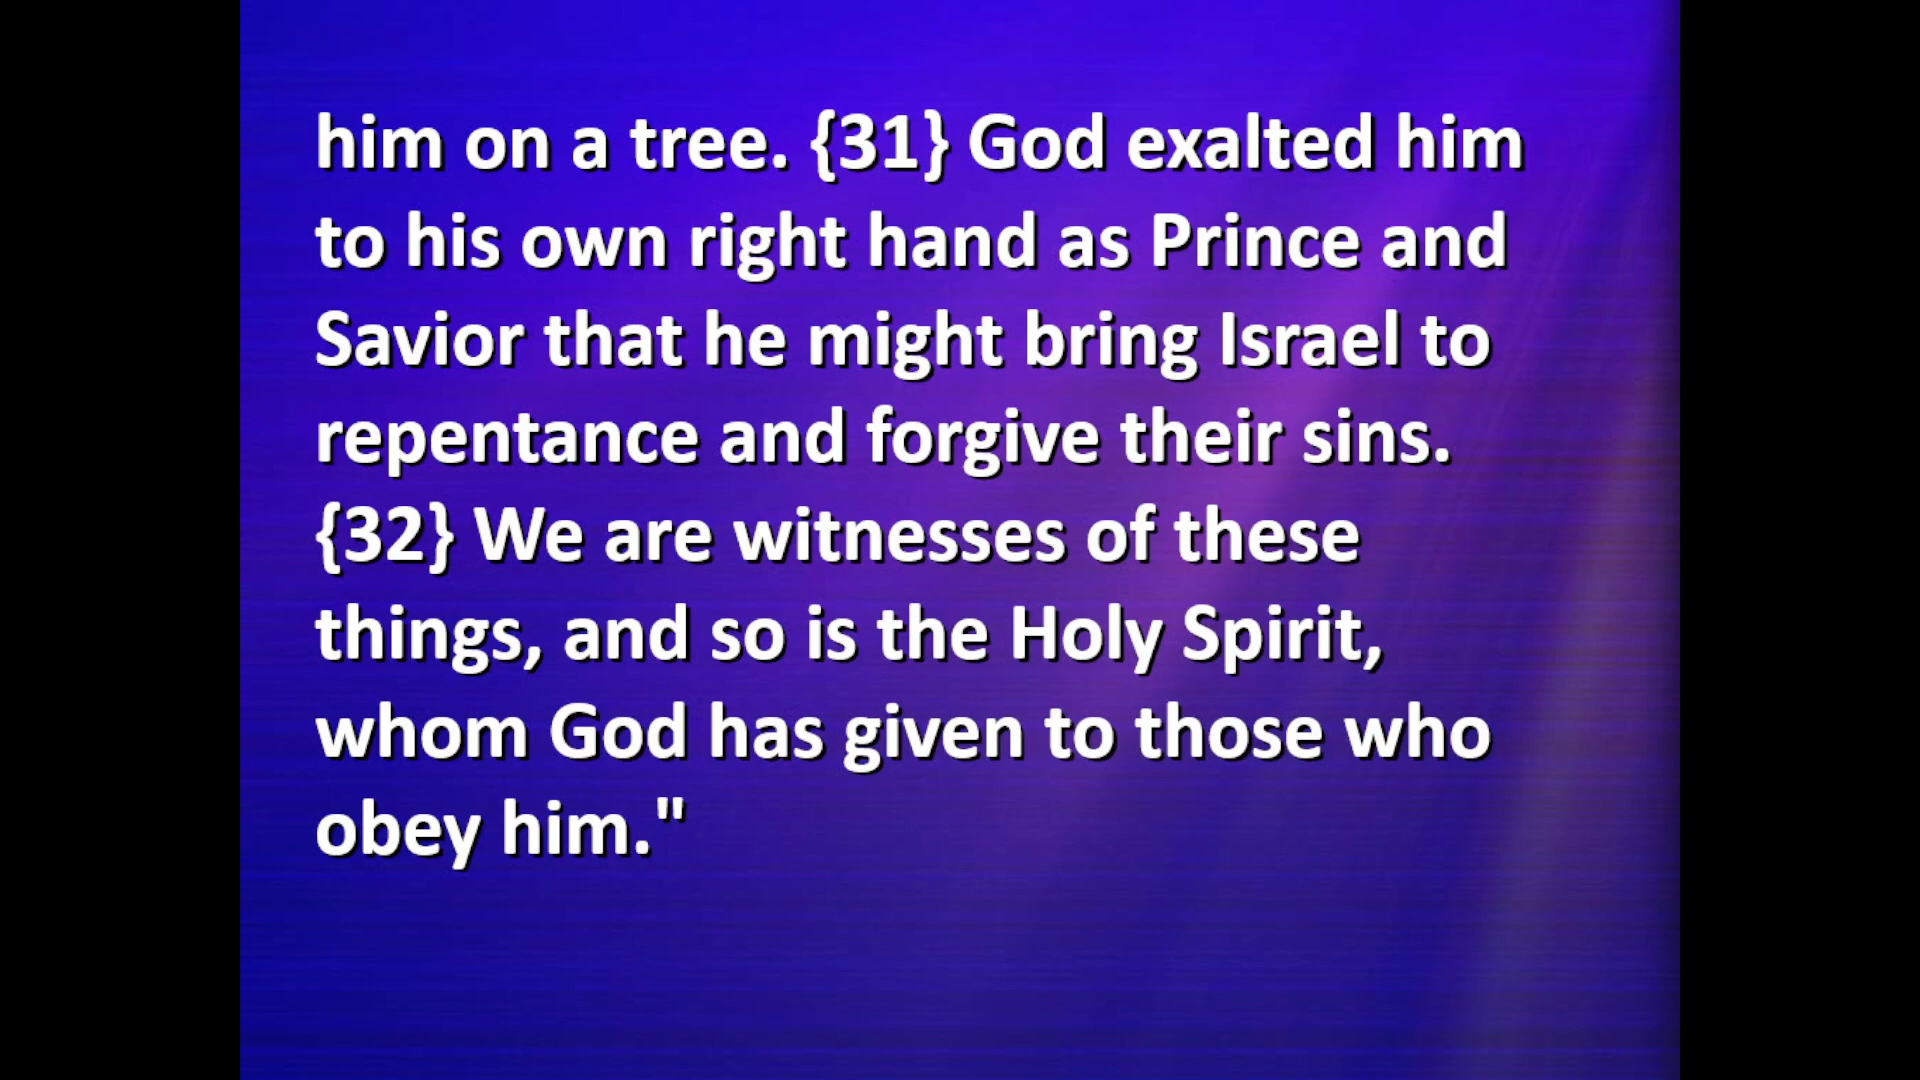 him on a tree. {31} God exalted him
to his own right hand as Prince and
Savior that he might bring Israel to
repentance and forgive their sins.
{32} We are witnesses of these
things, and so is the Holy Spirit,
whom God has given to those who
obey him."